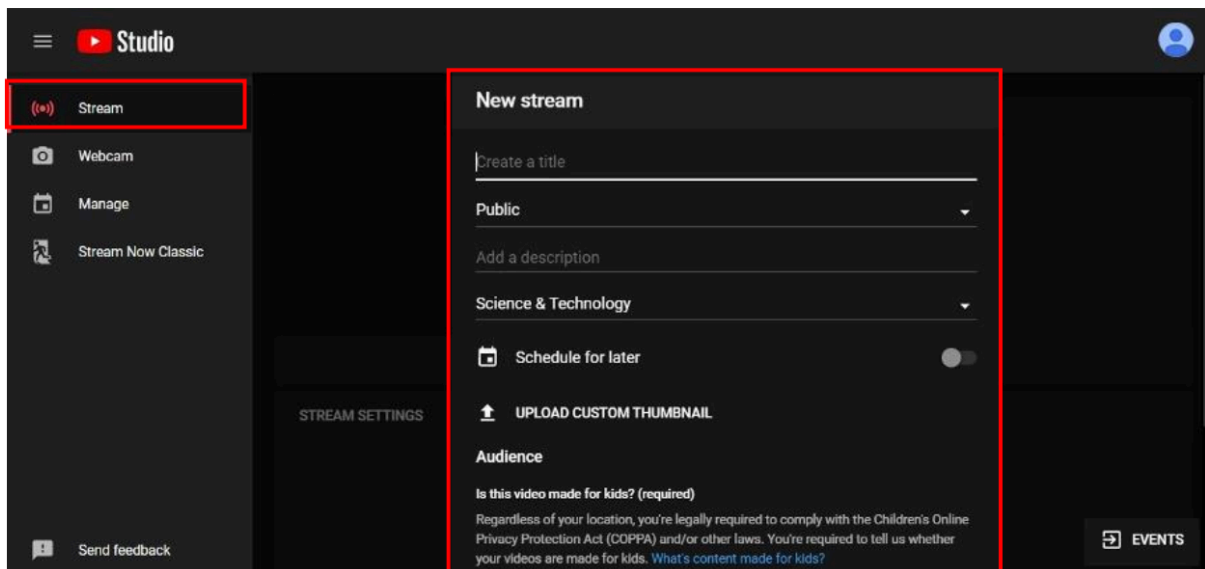 Studio
Stream
Webcam
Manage
Stream Now Classic
Send feedback
STREAM SETTINGS
New stream
Create a title
Public
Add a description
Science & Technology
Schedule for later
UPLOAD CUSTOM THUMBNAIL
Audience
Is this video made for kids? (required)
Regardless of your location, you're legally required to comply with the Children's Online
Privacy Protection Act (COPPA) and/or other laws. You're required to tell us whether
your videos are made for kids. What's content made for kids?
EVENTS